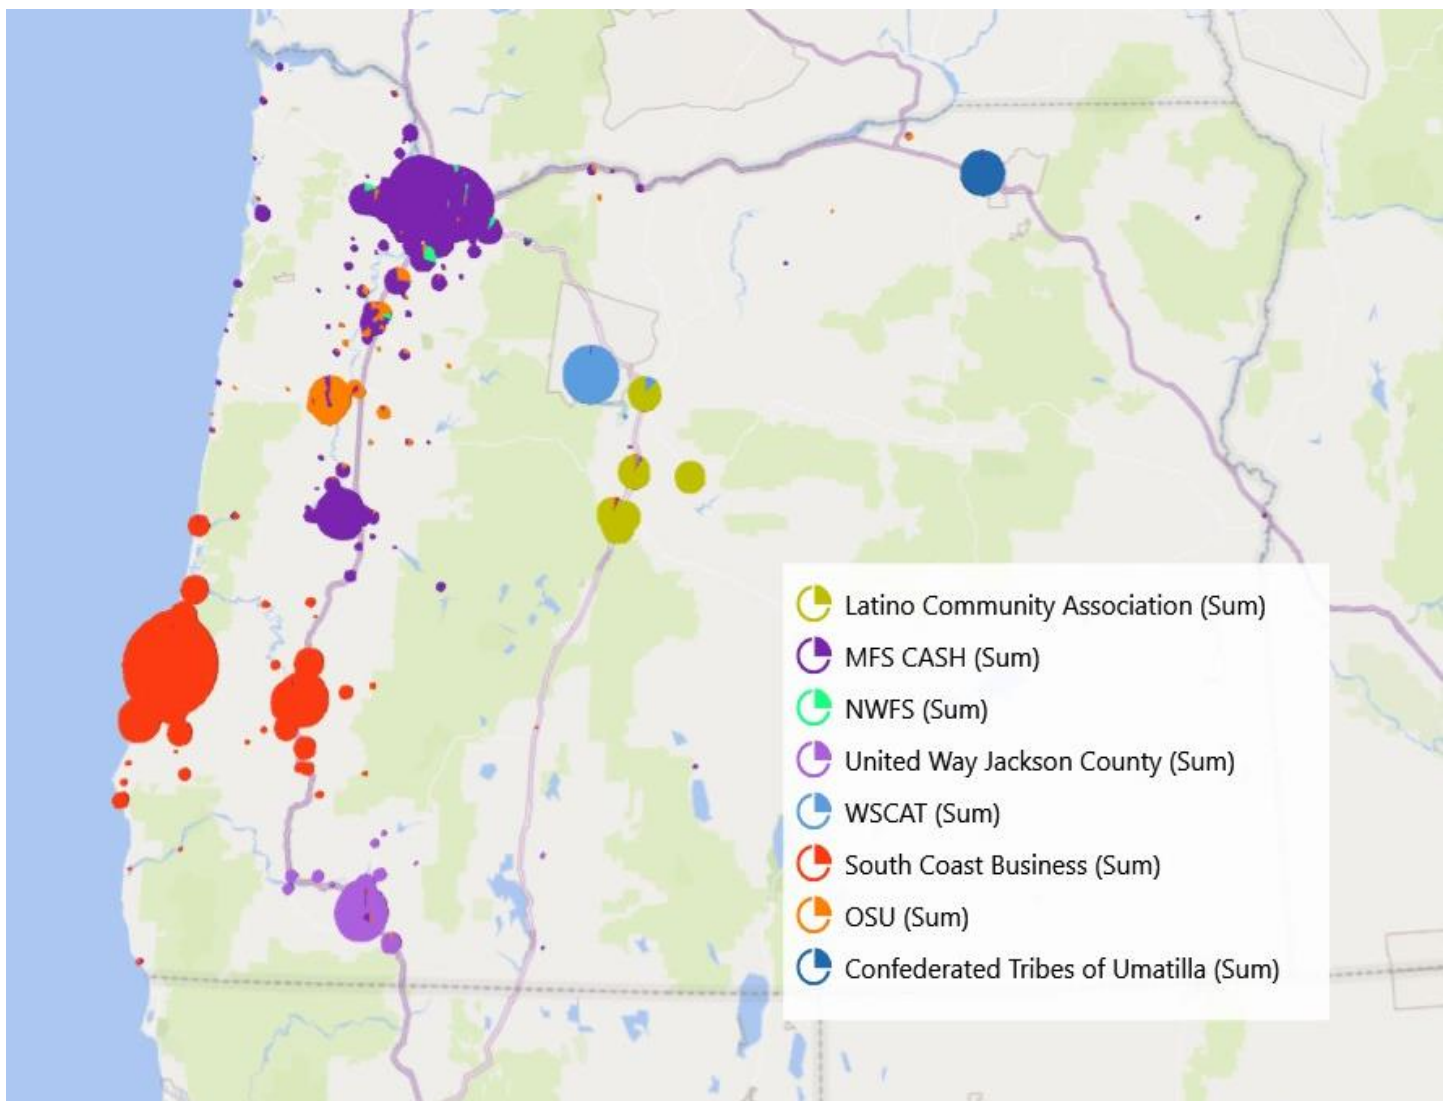 Latino Community Association (Sum)
MFS CASH (Sum)
NWFS (Sum)
United Way Jackson County (Sum)
WSCAT (Sum)
South Coast Business (Sum)
OSU (Sum)
Confederated Tribes of Umatilla (Sum)